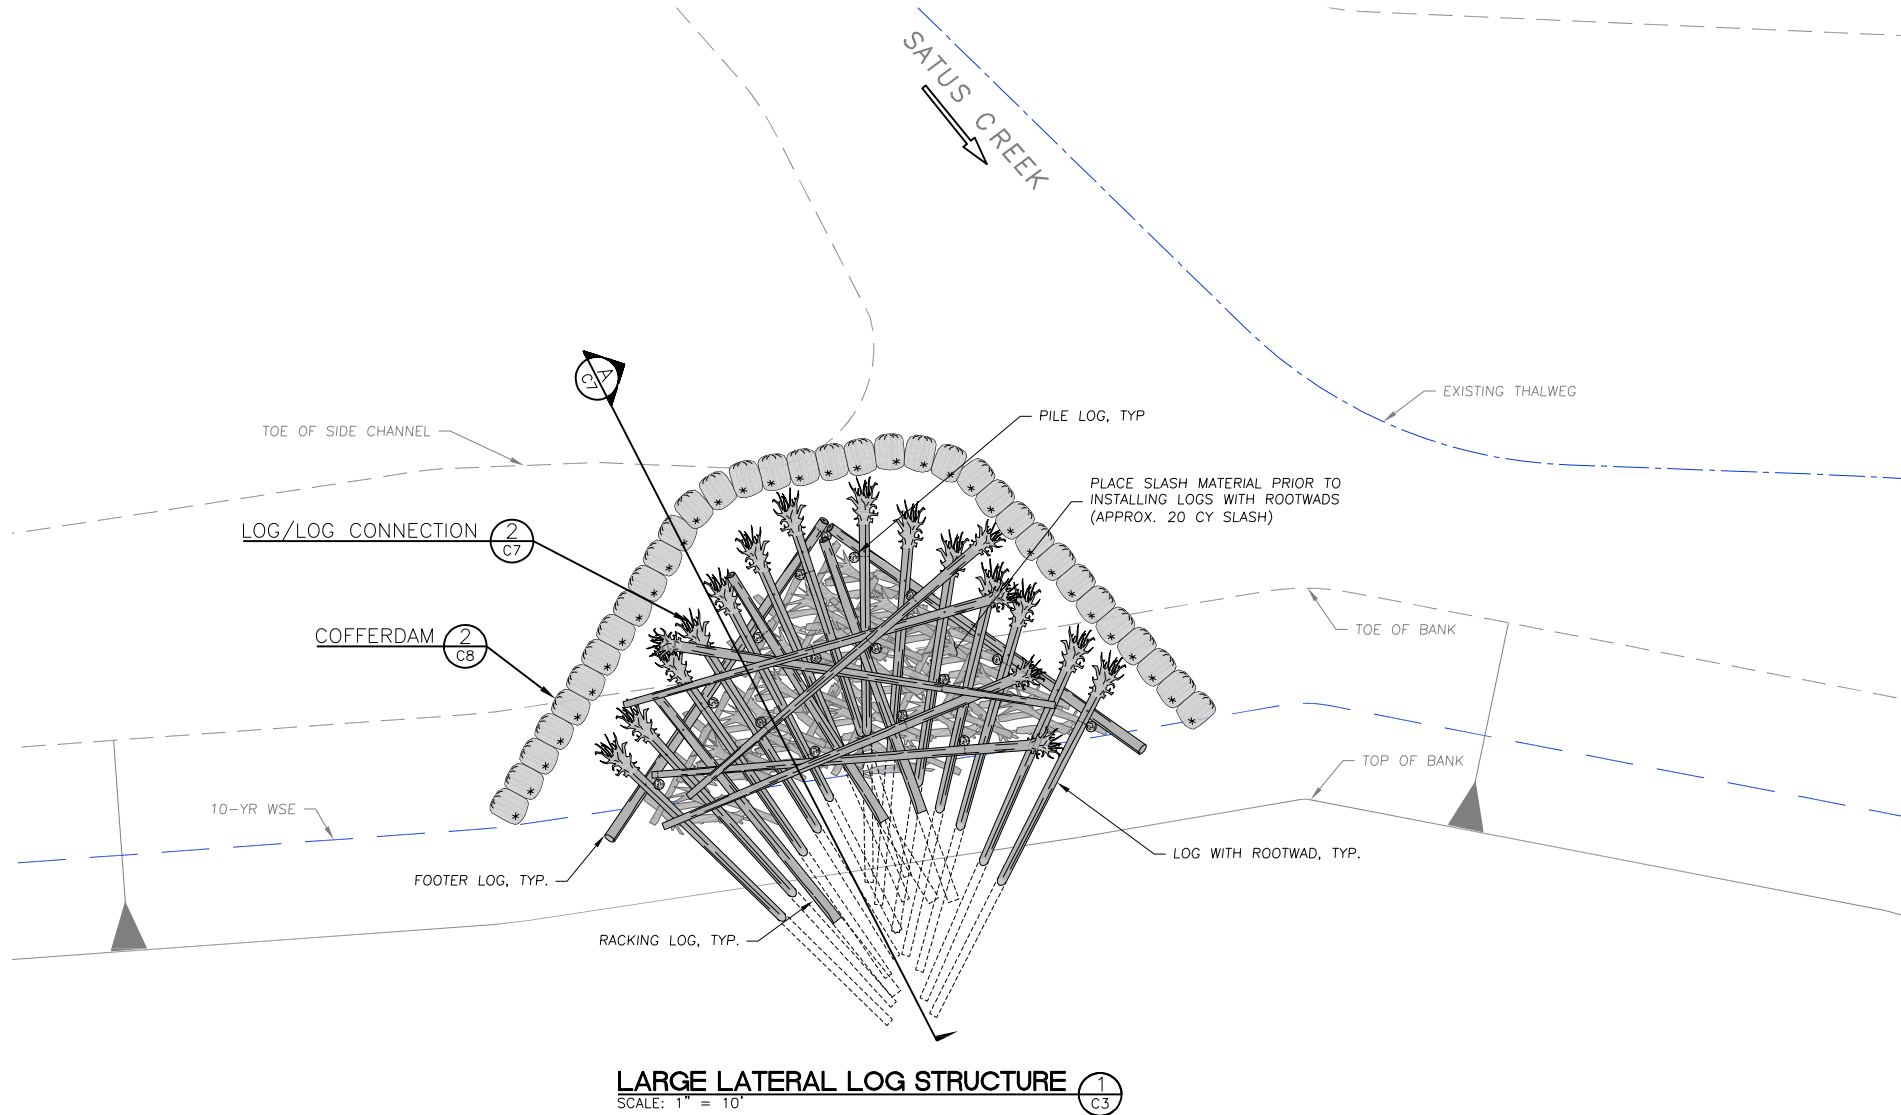 SATUS CREEK
A
C7
EXISTING THALWEG
PILE LOG, TYP
TOE OF SIDE CHANNEL
PLACE SLASH MATERIAL PRIOR TO
INSTALLING LOGS WITH ROOTWADS
(APPROX. 20 CY SLASH)
LOG/LOG CONNECTION 2
C7
COFFERDAM 2
C8
TOE OF BANK
TOP OF BANK
10-YR WSE
LOG WITH ROOTWAD, TYP.
FOOTER LOG, TYP.
RACKING LOG, TYP.
LARGE LATERAL LOG STRUCTURE 1
SCALE: 1" = 10' C3